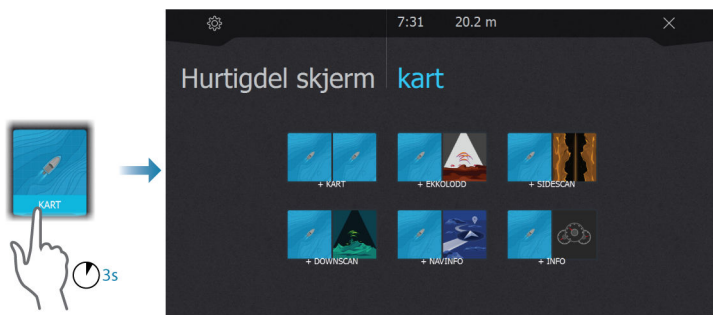 7:31 20.2 m
Hurtigdel skjerm kart
+ KART + EKKOLODD + SIDESCAN
KART
+ DOWNSCAN + NAVINFO + INFO
3s